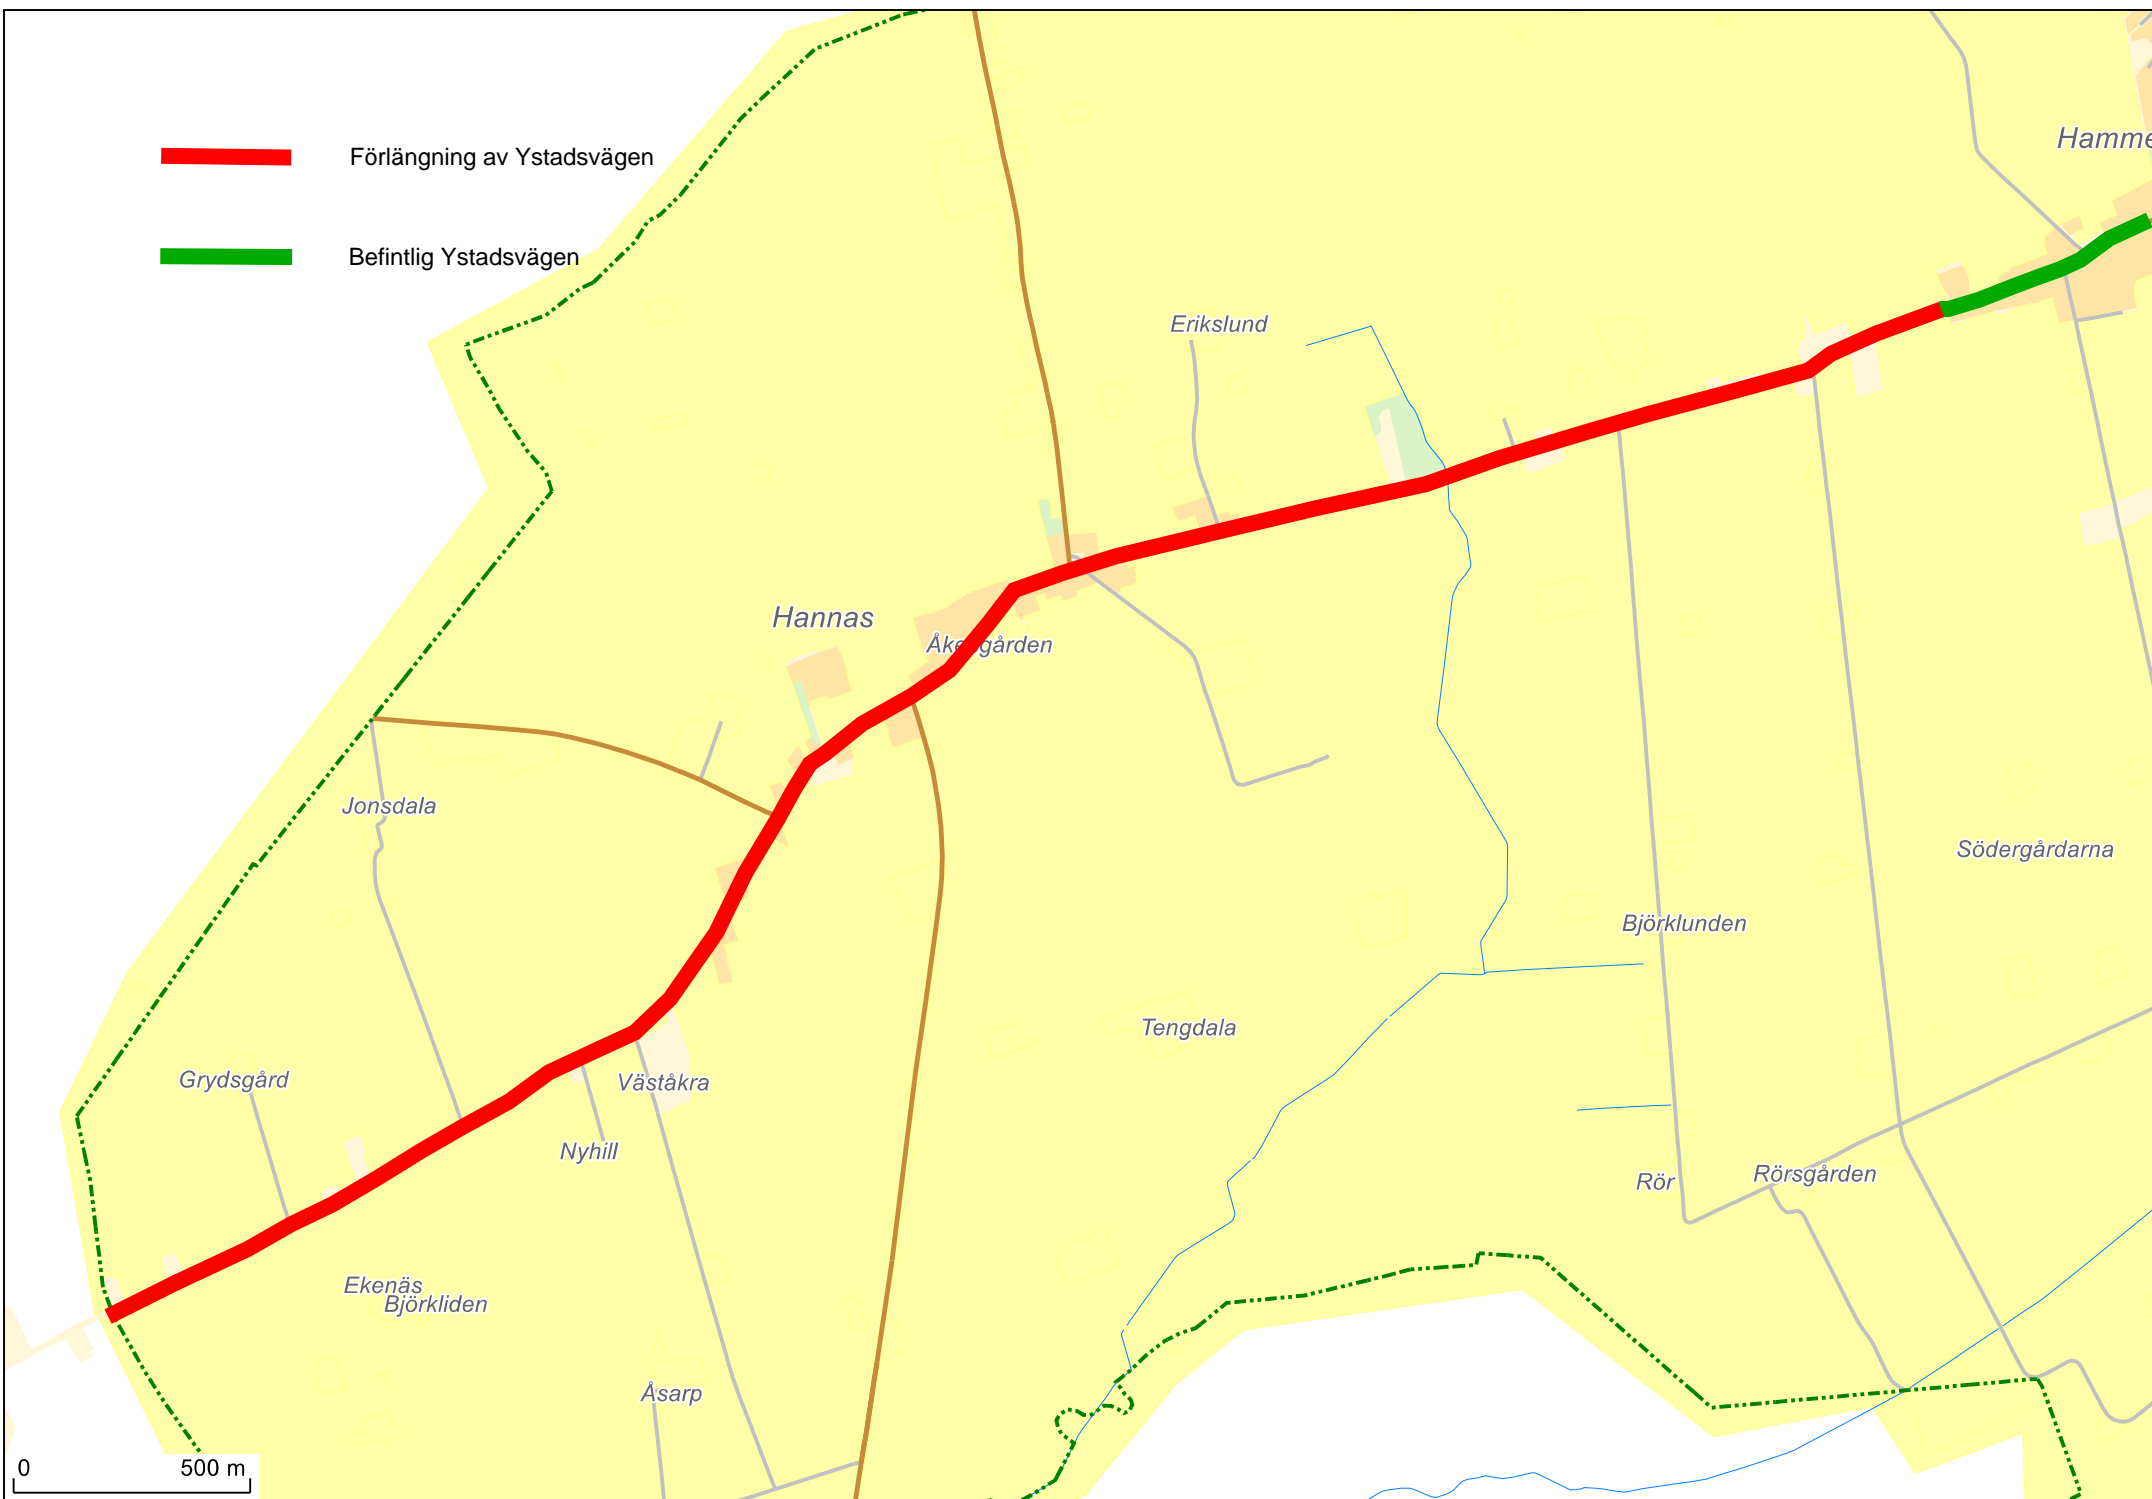 Förlängning av Ystadsvägen
Befintlig Ystadsvägen
Hamme
Erikslund
Hannas
Jonsdala
Södergårdarna
Björklunden
Tengdala
Grydsgård
Väståkra
Nyhill
Rör
Rörsgården
Ekenäs
Björkliden
Åsarp
0 500 m